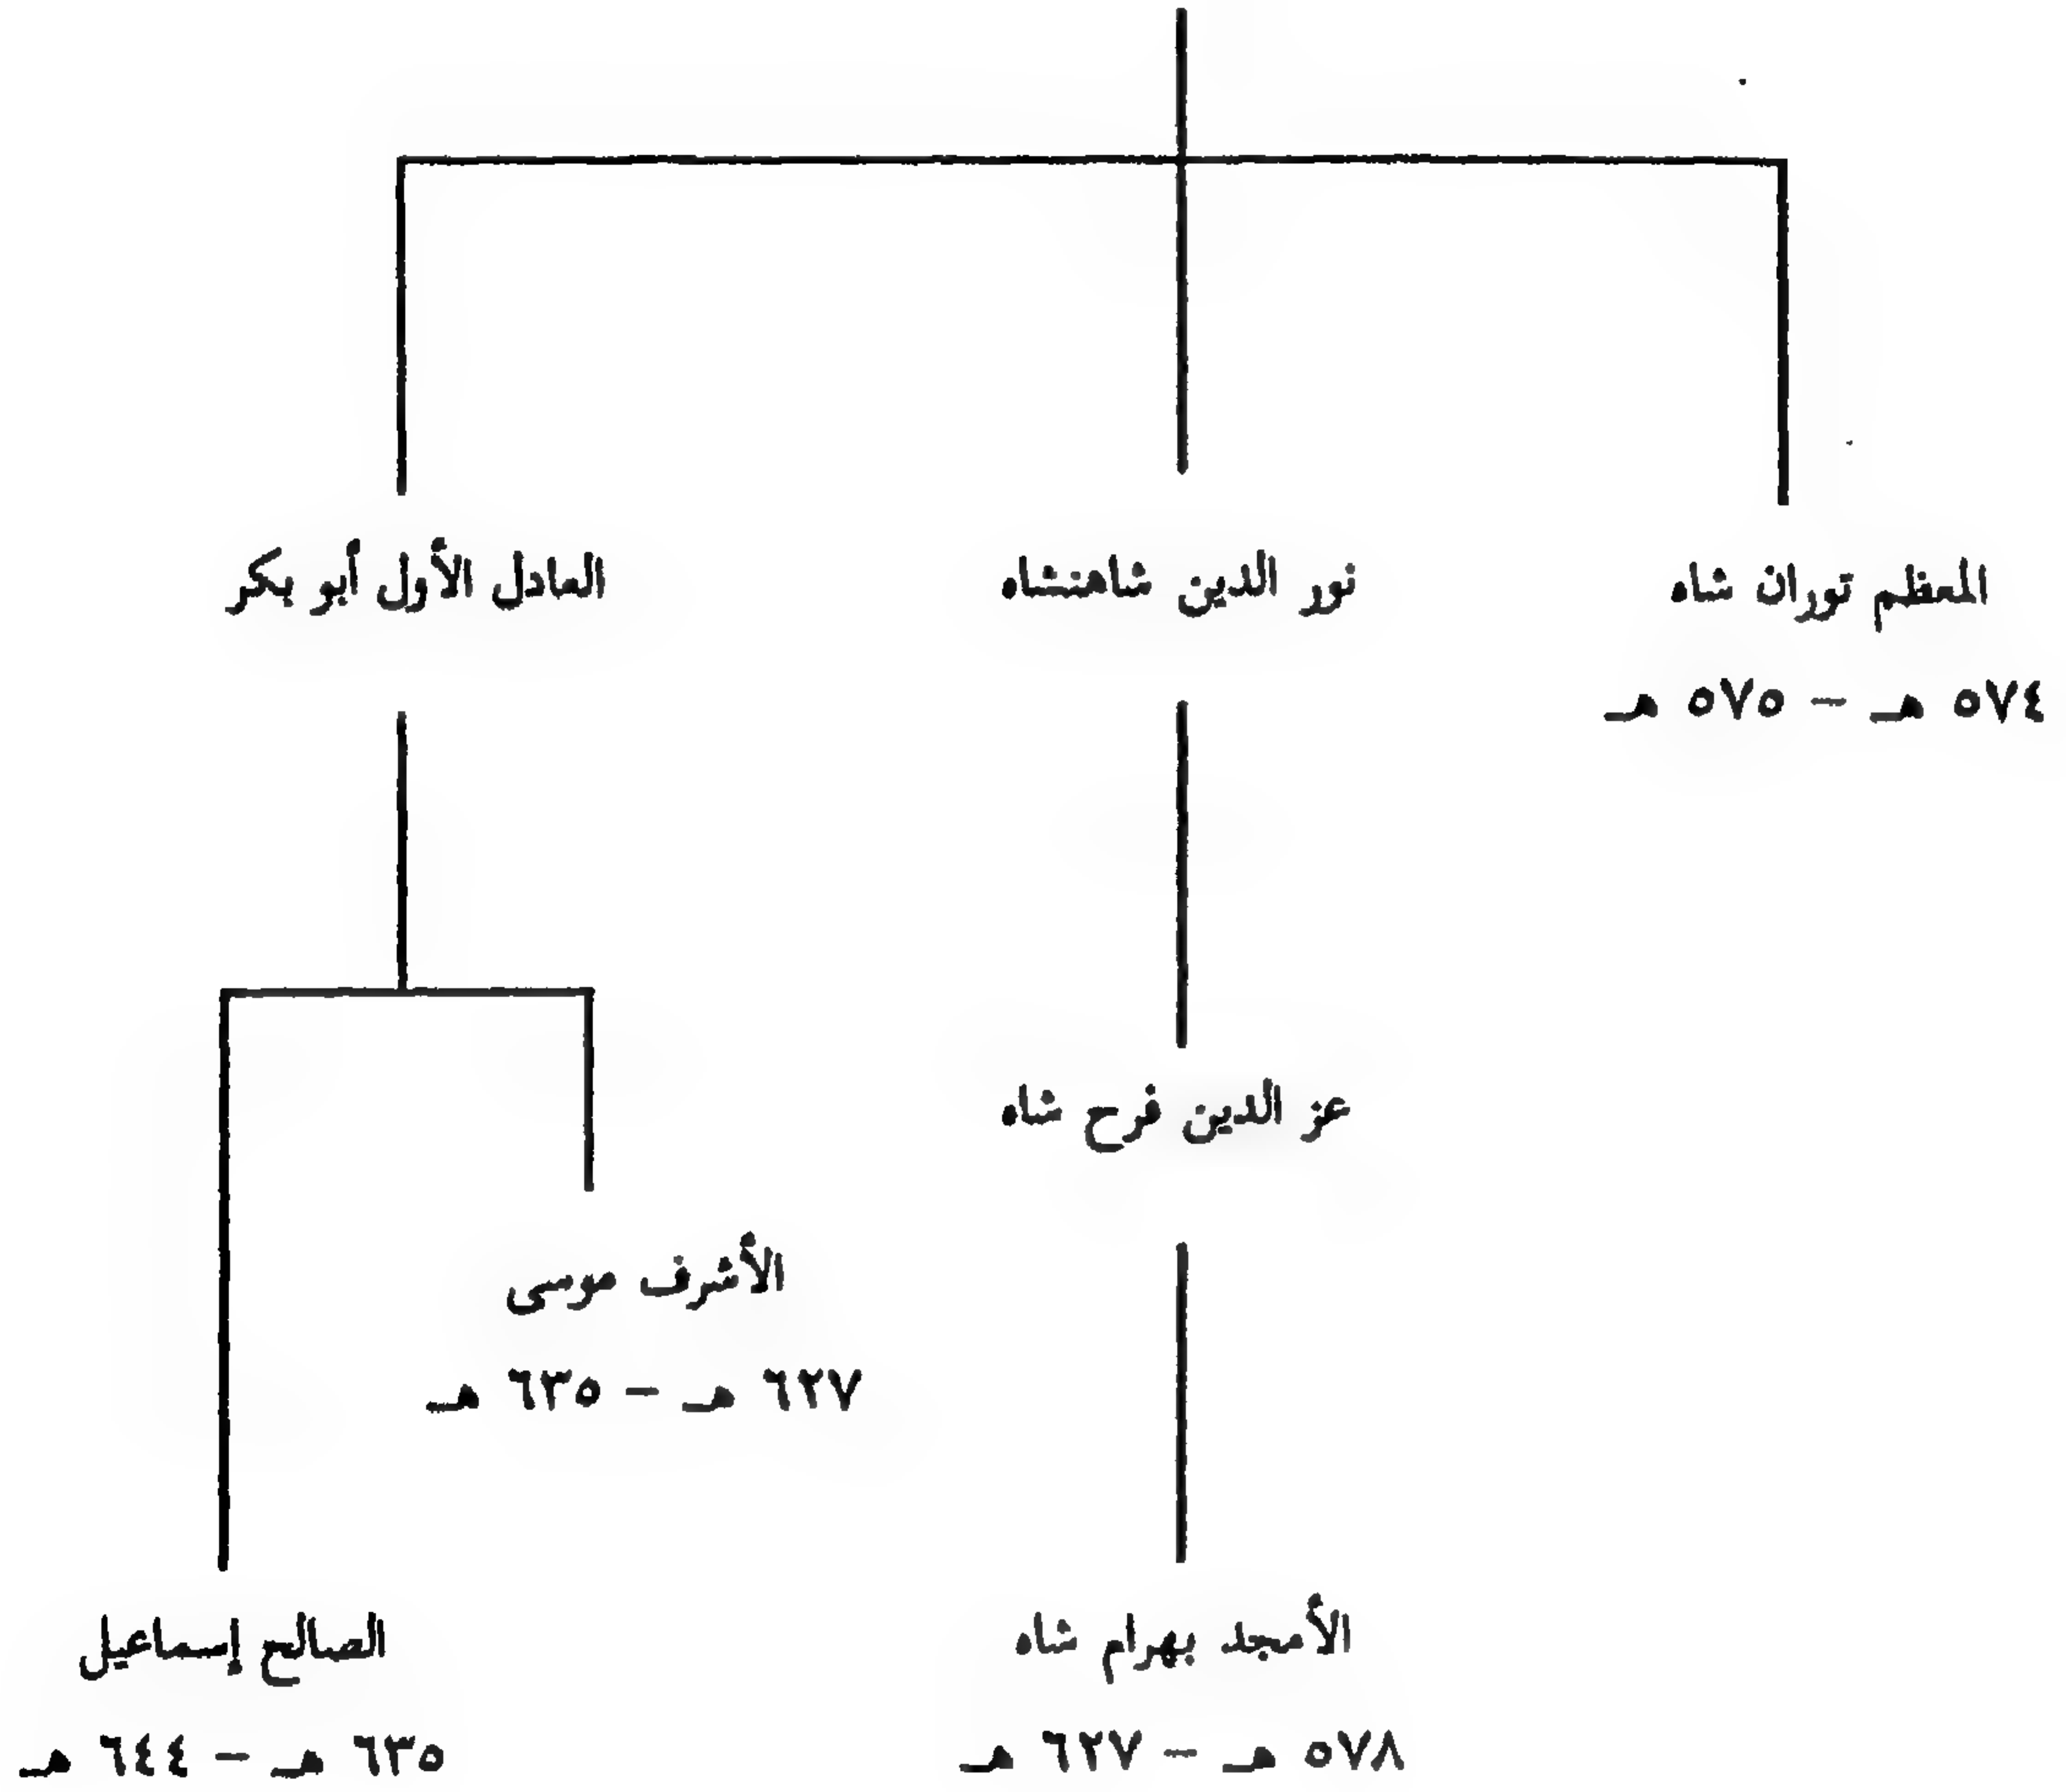 المعظم توران شاه
٥٧٤ هـ – ٥٧٥ هـ
نور الدين شاهنشاه
العادل الأول أبو بكر
عز الدين فرح شاه
الأشرف موسى
٦٢٧ هـ – ٦٣٥ هـ
الأمجد بهرام شاه
٥٧٨ هـ – ٦٢٧ هـ
الصالح إسماعيل
٦٣٥ هـ – ٦٤٤ هـ